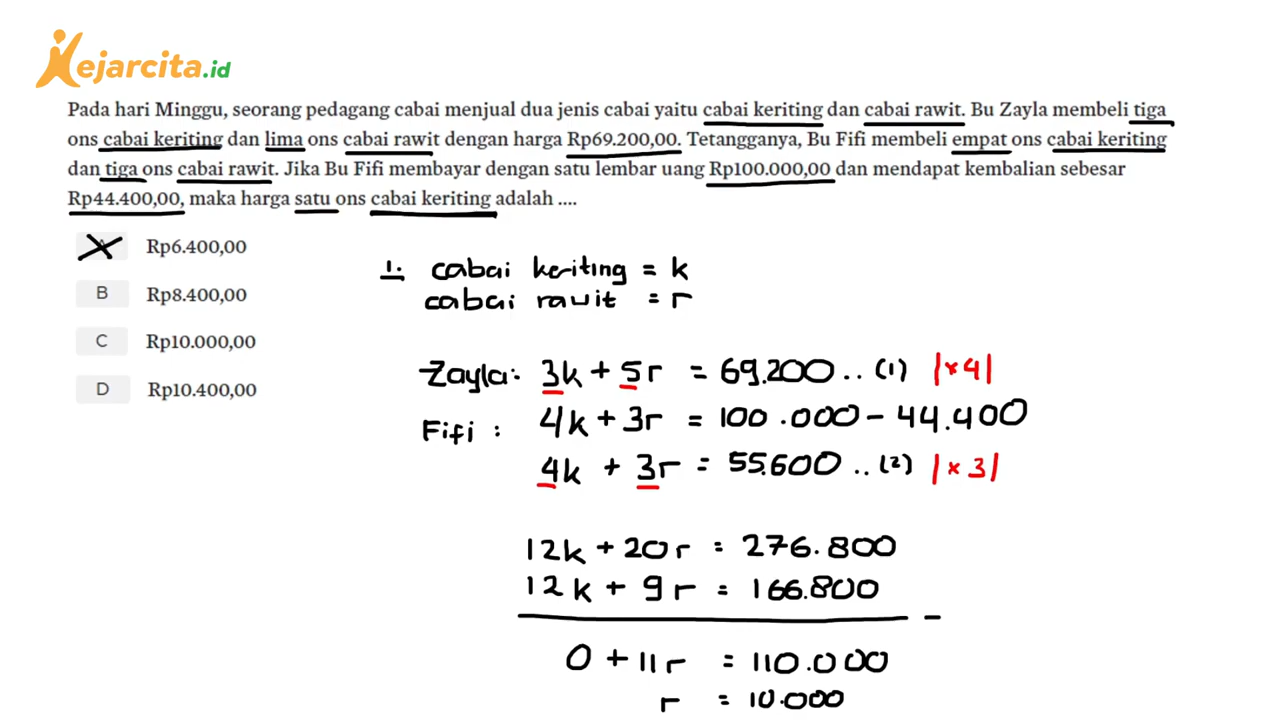 Kejarcita.id
Pada hari Minggu, seorang pedagang cabai menjual dua jenis cabai yaitu cabai keriting dan cabai rawit. Bu Zayla membeli tiga
ons cabai keriting dan lima ons cabai rawit dengan harga Rp69.200,00. Tetangganya, Bu Fifi membeli empat ons cabai keriting
dan tiga ons cabai rawit. Jika Bu Fifi membayar dengan satu lembar uang Rp100.000,00 dan mendapat kembalian sebesar
Rp44.400,00, maka harga satu ons cabai keriting adalah ....
A Rp6.400,00
B Rp8.400,00
C Rp10.000,00
D Rp10.400,00
1. cabai keriting = k
cabai rawit = r
Zayla: 3k + 5r = 69.200 .. (1) |×4|
Fifi : 4k + 3r = 100.000 - 44.400
4k + 3r = 55.600 .. (2) |×3|
12k + 20r = 276.800
12k + 9r = 166.800
0 + 11r = 110.000
r = 10.000